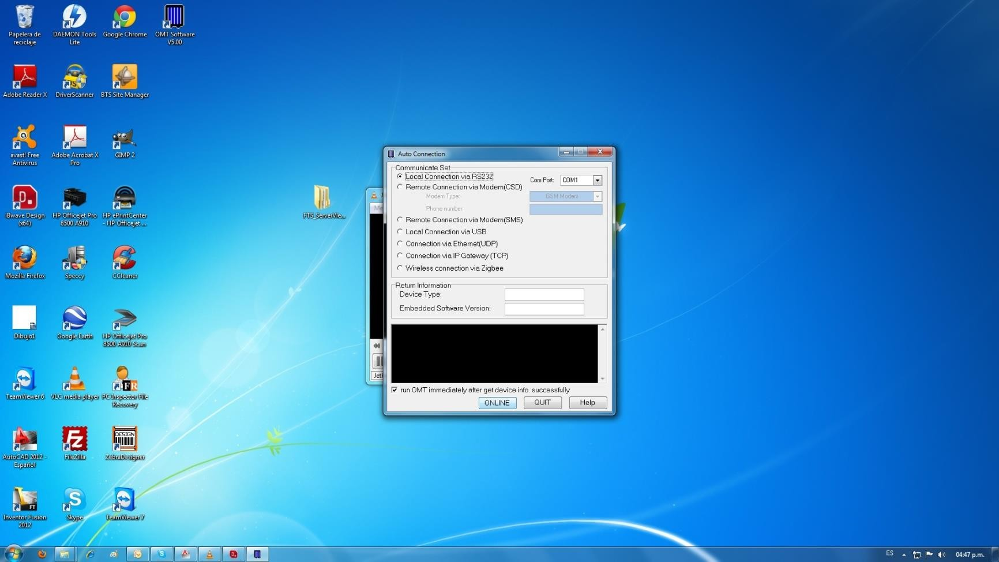 Papelera de
reciclaje
DAEMON Tools
Lite
Google Chrome
OMT Software
V5.00
Adobe Reader X
DriverScanner
BTS Site Manager
avast! Free
Antivirus
Adobe Acrobat X
Pro
GIMP 2
iBwave Design
(x64)
HP Officejet Pro
8500 A910
HP ePrintCenter
- HP Officejet ...
Mozilla Firefox
Speccy
CCleaner
Dibujo1
Google Earth
HP Officejet Pro
8500 A910 Scan
TeamViewer 6
VLC media player
PC Inspector File
Recovery
AutoCAD 2012 -
Español
FileZilla
ZebraDesigner
Inventor Fusion
2012
Skype
TeamViewer 7
FTS_ServerVie...
Auto Connection
Communicate Set
Local Connection via RS232
Com Port:
COM1
Remote Connection via Modem(CSD)
Modem Type:
GSM Modem
Phone number:
Remote Connection via Modem(SMS)
Local Connection via USB
Connection via Ethernet(UDP)
Connection via IP Gateway (TCP)
Wireless connection via Zigbee
Return Information
Device Type:
Embedded Software Version:
run OMT immediately after get device info. successfully
ONLINE
QUIT
Help
ES
04:47 p.m.